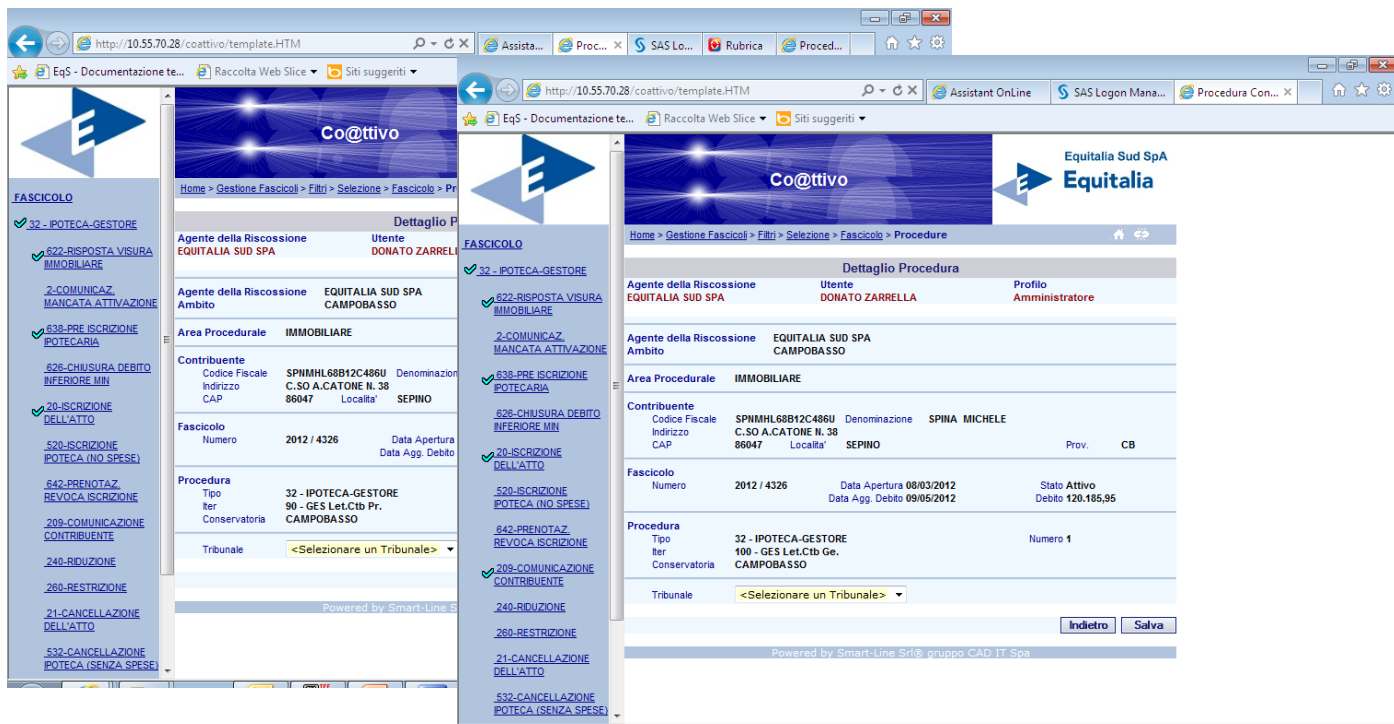 http://10.55.70.28/coattivo/template.HTM
Assista...
Proc...
SAS Lo...
Rubrica
Proced...
EqS - Documentazione te...
Raccolta Web Slice
Siti suggeriti
Co@ttivo
Home > Gestione Fascicoli > Filtri > Selezione > Fascicolo > Pr
FASCICOLO
32 - IPOTECA-GESTORE
622-RISPOSTA VISURA
IMMOBILIARE
2-COMUNICAZ.
MANCATA ATTIVAZIONE
638-PRE ISCRIZIONE
IPOTECARIA
626-CHIUSURA DEBITO
INFERIORE MIN
20-ISCRIZIONE
DELL'ATTO
520-ISCRIZIONE
IPOTECA (NO SPESE)
642-PRENOTAZ.
REVOCA ISCRIZIONE
209-COMUNICAZIONE
CONTRIBUENTE
240-RIDUZIONE
260-RESTRIZIONE
21-CANCELLAZIONE
DELL'ATTO
532-CANCELLAZIONE
IPOTECA (SENZA SPESE)
Dettaglio P
Agente della Riscossione Utente
EQUITALIA SUD SPA DONATO ZARRELL
Agente della Riscossione EQUITALIA SUD SPA
Ambito CAMPOBASSO
Area Procedurale IMMOBILIARE
Contribuente
Codice Fiscale SPNMHL68B12C486U Denominazion
Indirizzo C.SO A.CATONE N. 38
CAP 86047 Localita' SEPINO
Fascicolo
Numero 2012 / 4326 Data Apertura
Data Agg. Debito
Procedura
Tipo 32 - IPOTECA-GESTORE
Iter 90 - GES Let.Ctb Pr.
Conservatoria CAMPOBASSO
Tribunale <Selezionare un Tribunale>
Powered by Smart-Line S
http://10.55.70.28/coattivo/template.HTM
Assistant OnLine
SAS Logon Mana...
Procedura Con...
EqS - Documentazione te...
Raccolta Web Slice
Siti suggeriti
Co@ttivo
Equitalia Sud SpA
Equitalia
Home > Gestione Fascicoli > Filtri > Selezione > Fascicolo > Procedure
FASCICOLO
32 - IPOTECA-GESTORE
622-RISPOSTA VISURA
IMMOBILIARE
2-COMUNICAZ.
MANCATA ATTIVAZIONE
638-PRE ISCRIZIONE
IPOTECARIA
626-CHIUSURA DEBITO
INFERIORE MIN
20-ISCRIZIONE
DELL'ATTO
520-ISCRIZIONE
IPOTECA (NO SPESE)
642-PRENOTAZ.
REVOCA ISCRIZIONE
209-COMUNICAZIONE
CONTRIBUENTE
240-RIDUZIONE
260-RESTRIZIONE
21-CANCELLAZIONE
DELL'ATTO
532-CANCELLAZIONE
IPOTECA (SENZA SPESE)
Dettaglio Procedura
Agente della Riscossione Utente Profilo
EQUITALIA SUD SPA DONATO ZARRELLA Amministratore
Agente della Riscossione EQUITALIA SUD SPA
Ambito CAMPOBASSO
Area Procedurale IMMOBILIARE
Contribuente
Codice Fiscale SPNMHL68B12C486U Denominazione SPINA MICHELE
Indirizzo C.SO A.CATONE N. 38
CAP 86047 Localita' SEPINO Prov. CB
Fascicolo
Numero 2012 / 4326 Data Apertura 08/03/2012 Stato Attivo
Data Agg. Debito 09/05/2012 Debito 120.185,95
Procedura
Tipo 32 - IPOTECA-GESTORE Numero 1
Iter 100 - GES Let.Ctb Ge.
Conservatoria CAMPOBASSO
Tribunale <Selezionare un Tribunale>
Indietro Salva
Powered by Smart-Line Srl® gruppo CAD IT Spa